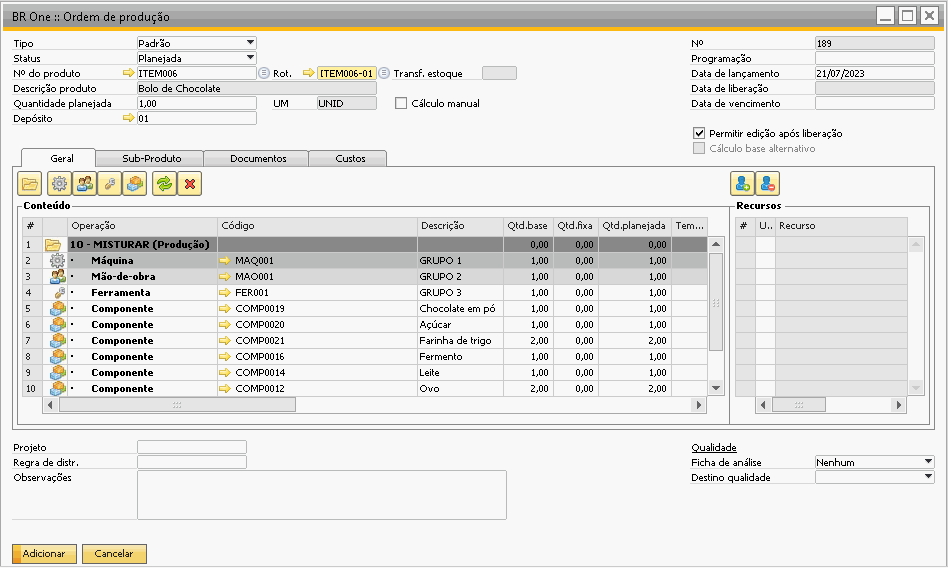 BR One :: Ordem de produção
Tipo Padrão Nº 189
Status Planejada Programação
Nº do produto ITEM006 Rot. ITEM006-01 Transf. estoque Data de lançamento 21/07/2023
Descrição produto Bolo de Chocolate Data de liberação
Quantidade planejada 1,00 UM UNID Cálculo manual Data de vencimento
Depósito 01
Permitir edição após liberação
Cálculo base alternativo
Geral Sub-Produto Documentos Custos
Conteúdo Recursos
# Operação Código Descrição Qtd.base Qtd.fixa Qtd.planejada Tem... # U.. Recurso
1 10 - MISTURAR (Produção) 0,00 0,00 0,00
2 · Máquina MAQ001 GRUPO 1 1,00 0,00 1,00
3 · Mão-de-obra MAO001 GRUPO 2 1,00 0,00 1,00
4 · Ferramenta FER001 GRUPO 3 1,00 0,00 1,00
5 · Componente COMP0019 Chocolate em pó 1,00 0,00 1,00
6 · Componente COMP0020 Açúcar 1,00 0,00 1,00
7 · Componente COMP0021 Farinha de trigo 2,00 0,00 2,00
8 · Componente COMP0016 Fermento 1,00 0,00 1,00
9 · Componente COMP0014 Leite 1,00 0,00 1,00
10 · Componente COMP0012 Ovo 2,00 0,00 2,00
Projeto Qualidade
Regra de distr. Ficha de análise Nenhum
Observações Destino qualidade
Adicionar Cancelar